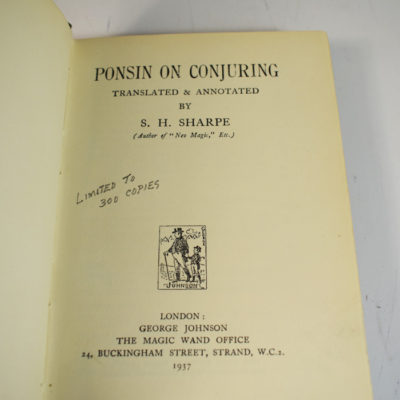 PONSIN ON CONJURING
TRANSLATED & ANNOTATED
BY
S. H. SHARPE
(Author of "Neo Magic," Etc.)
LIMITED TO
300 COPIES
JOHNSON
LONDON:
GEORGE JOHNSON
THE MAGIC WAND OFFICE
24, BUCKINGHAM STREET, STRAND, W.C.2.
1937